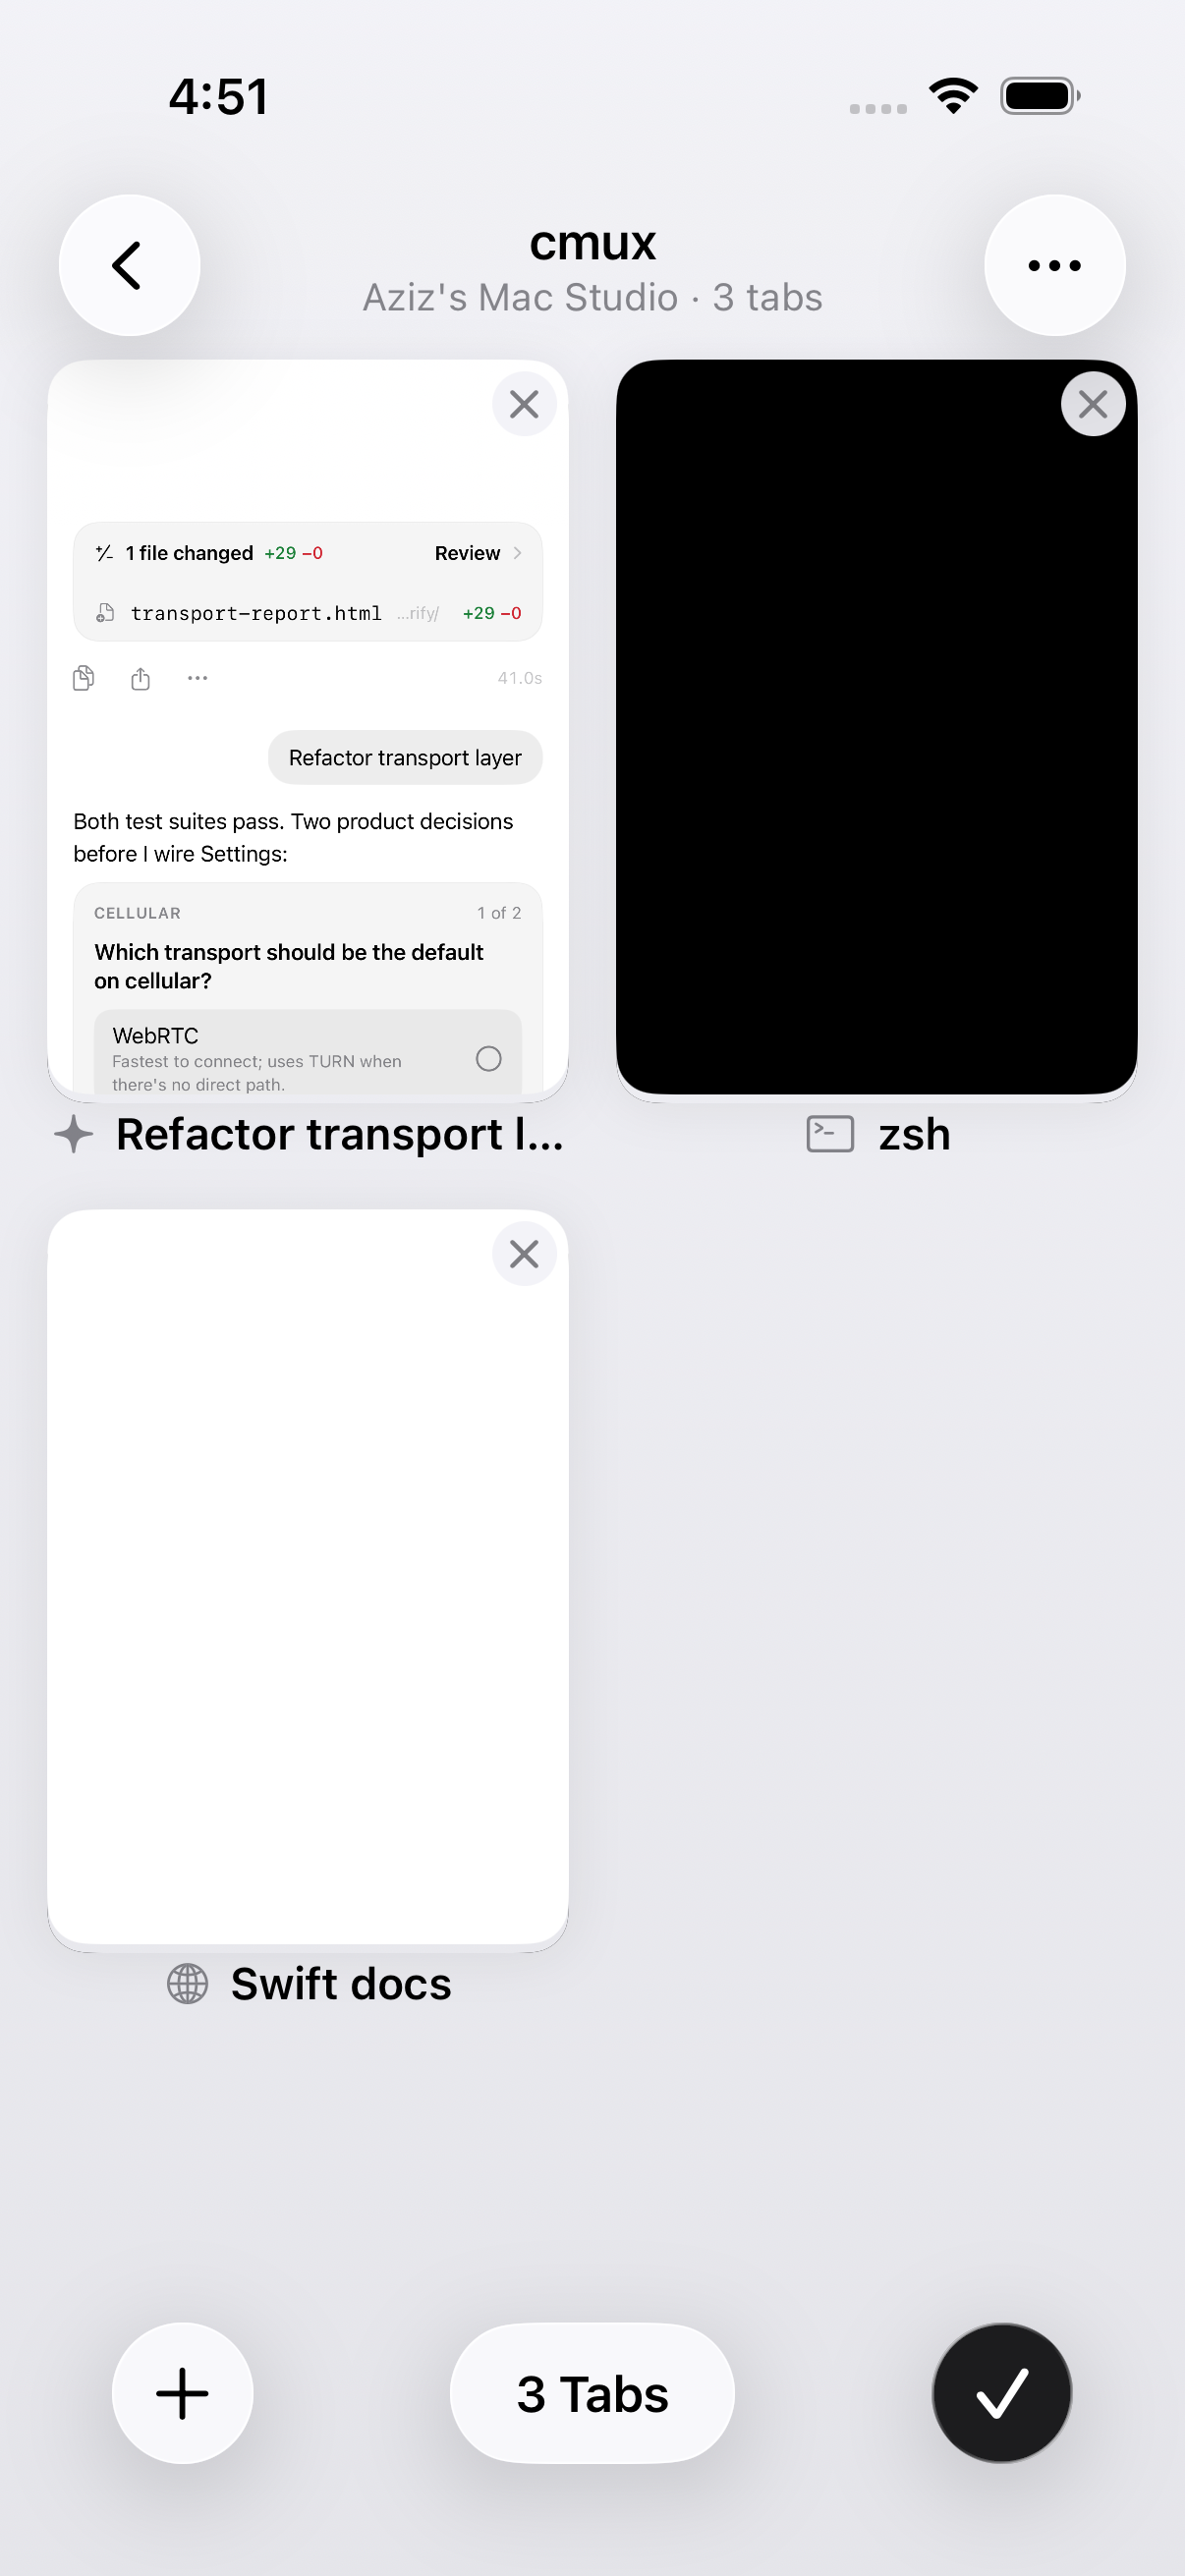 4:51
cmux
Aziz's Mac Studio · 3 tabs
1 file changed +29 −0 Review
transport-report.html ...rify/ +29 −0
41.0s
Refactor transport layer
Both test suites pass. Two product decisions
before I wire Settings:
CELLULAR 1 of 2
Which transport should be the default
on cellular?
WebRTC
Fastest to connect; uses TURN when
there's no direct path.
Refactor transport l...
zsh
Swift docs
3 Tabs